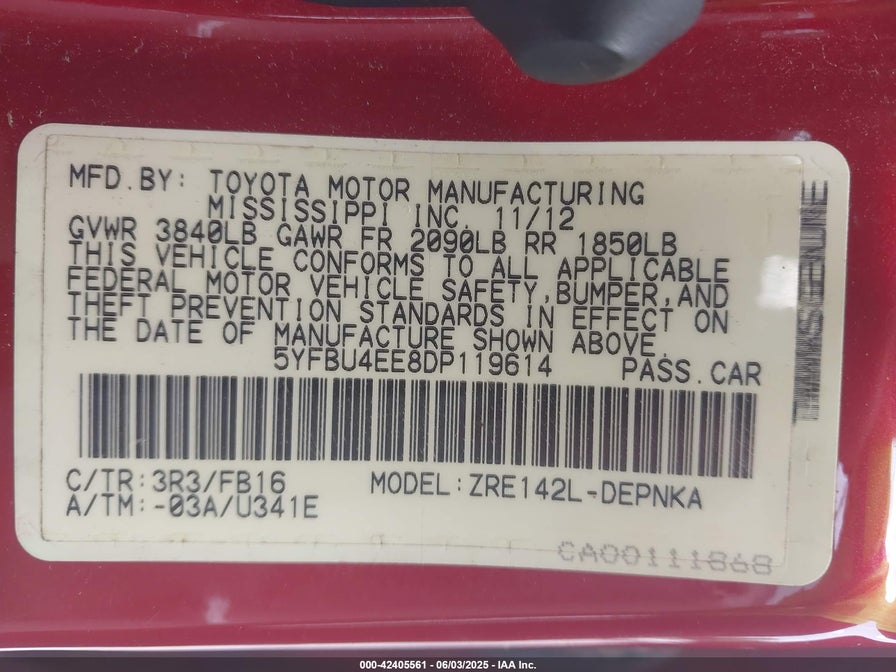 MFD.BY: TOYOTA MOTOR MANUFACTURING
MISSISSIPPI INC. 11/12
GVWR 3840LB GAWR FR 2090LB RR 1850LB
THIS VEHICLE CONFORMS TO ALL APPLICABLE
FEDERAL MOTOR VEHICLE SAFETY,BUMPER,AND
THEFT PREVENTION STANDARDS IN EFFECT ON
THE DATE OF MANUFACTURE SHOWN ABOVE.
5YFBU4EE8DP119614 PASS.CAR
C/TR:3R3/FB16 MODEL:ZRE142L-DEPNKA
A/TM:-03A/U341E
CA00111868
000-42405561 - 06/03/2025 - IAA Inc.